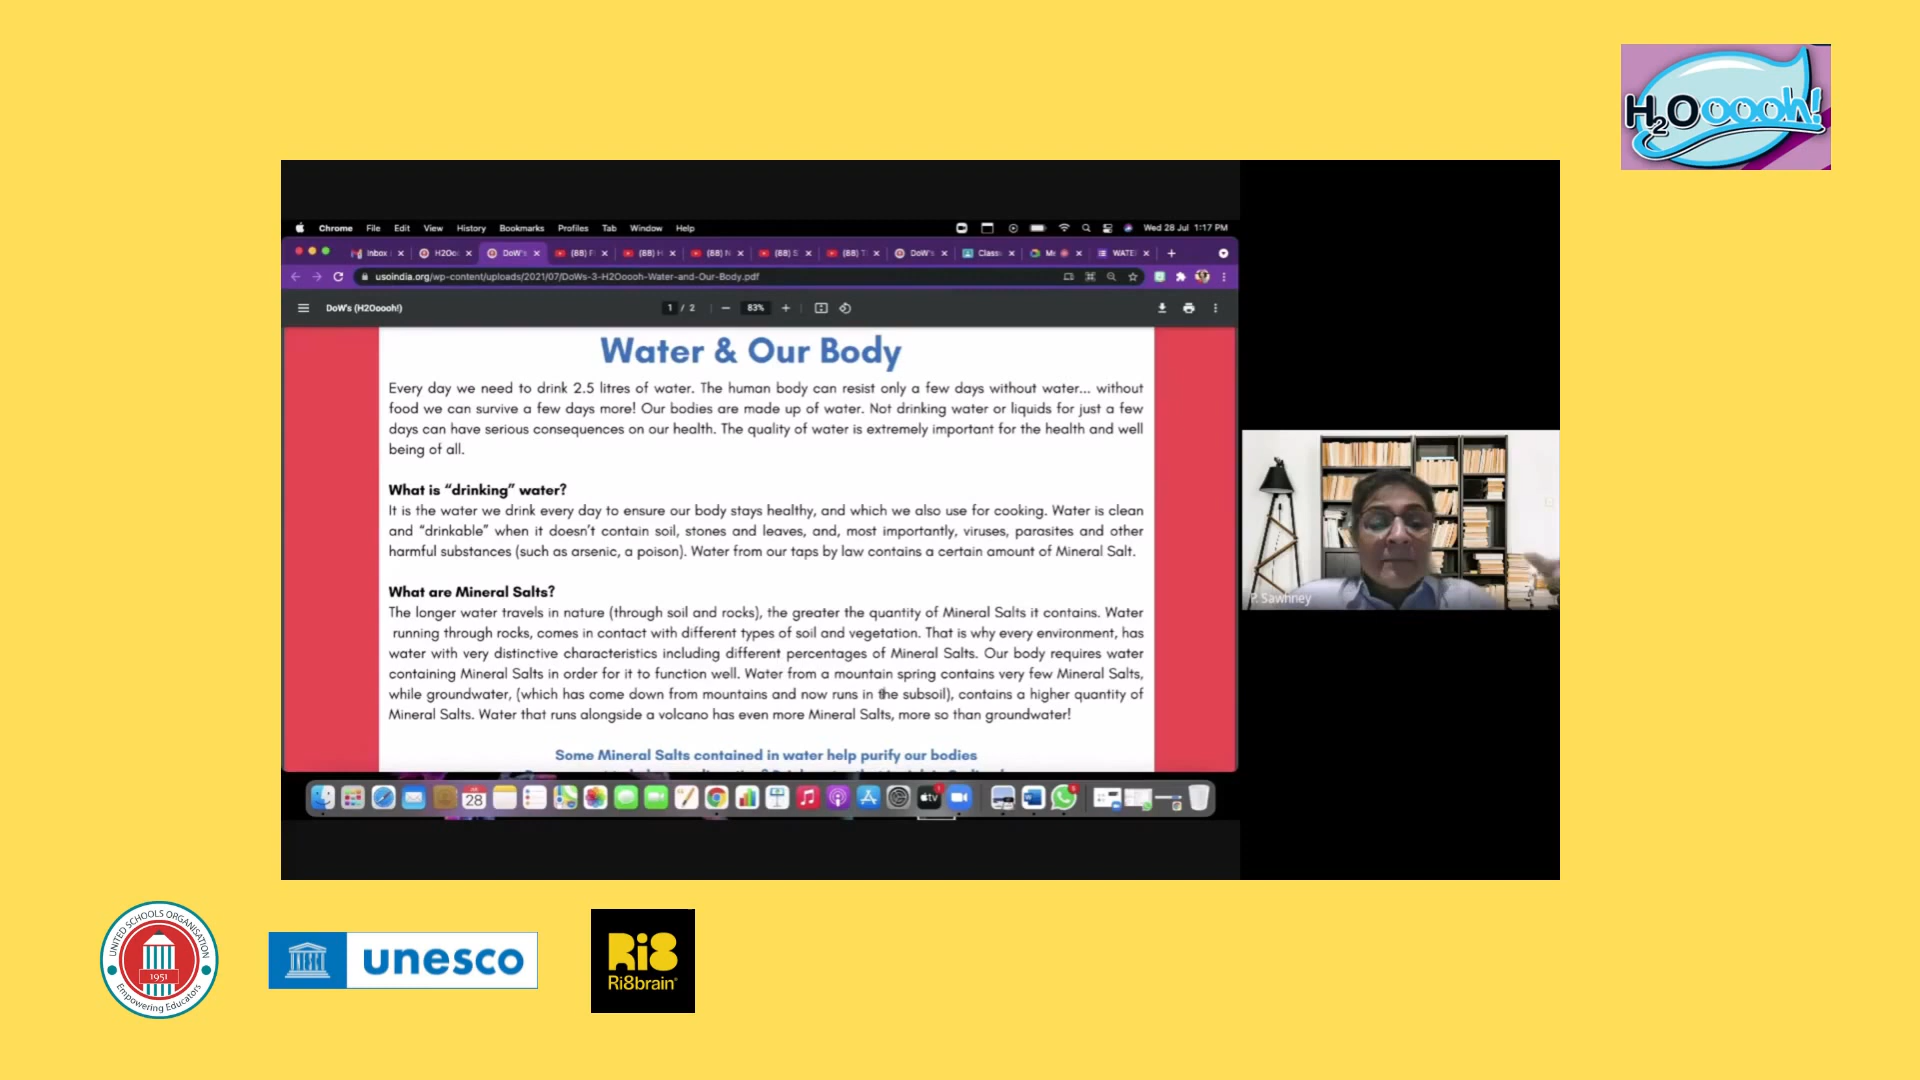 H2Ooooh!
Chrome File Edit View History Bookmarks Profiles Tab Window Help
Wed 28 Jul 1:17 PM
Inbox
H2Oo
DoW's
(88) F
(88) H
(88) N
(88) S
(88) T
DoW's
Class
WATE
usoindia.org/wp-content/uploads/2021/07/DoWs-3-H2Ooooh-Water-and-Our-Body.pdf
DoW's (H2Ooooh!)
1 / 2
83%
Water & Our Body
Every day we need to drink 2.5 litres of water. The human body can resist only a few days without water... without
food we can survive a few days more! Our bodies are made up of water. Not drinking water or liquids for just a few
days can have serious consequences on our health. The quality of water is extremely important for the health and well
being of all.
What is “drinking” water?
It is the water we drink every day to ensure our body stays healthy, and which we also use for cooking. Water is clean
and “drinkable” when it doesn’t contain soil, stones and leaves, and, most importantly, viruses, parasites and other
harmful substances (such as arsenic, a poison). Water from our taps by law contains a certain amount of Mineral Salt.
What are Mineral Salts?
The longer water travels in nature (through soil and rocks), the greater the quantity of Mineral Salts it contains. Water
running through rocks, comes in contact with different types of soil and vegetation. That is why every environment, has
water with very distinctive characteristics including different percentages of Mineral Salts. Our body requires water
containing Mineral Salts in order for it to function well. Water from a mountain spring contains very few Mineral Salts,
while groundwater, (which has come down from mountains and now runs in the subsoil), contains a higher quantity of
Mineral Salts. Water that runs alongside a volcano has even more Mineral Salts, more so than groundwater!
Some Mineral Salts contained in water help purify our bodies
P. Sawhney
28
tv
UNITED SCHOOLS ORGANISATION
1951
Empowering Educators
unesco
Ri8
Ri8brain